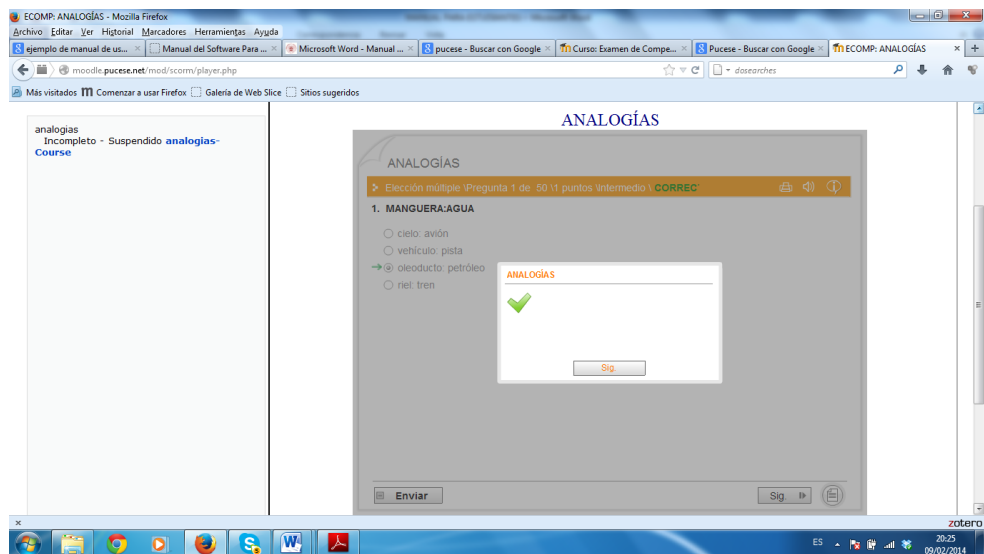 ECOMP: ANALOGÍAS - Mozilla Firefox
Archivo Editar Ver Historial Marcadores Herramientas Ayuda
ejemplo de manual de us... Manual del Software Para ... Microsoft Word - Manual ... pucese - Buscar con Google Curso: Examen de Compe... Pucese - Buscar con Google ECOMP: ANALOGÍAS
moodle.pucese.net/mod/scorm/player.php dosearches
Más visitados Comenzar a usar Firefox Galería de Web Slice Sitios sugeridos
analogias
Incompleto - Suspendido analogias-
Course
ANALOGÍAS
ANALOGÍAS
Elección múltiple \Pregunta 1 de 50 \1 puntos \Intermedio \ CORREC
1. MANGUERA:AGUA
cielo: avión
vehículo: pista
oleoducto: petróleo
riel: tren
ANALOGÍAS
Sig.
Enviar
Sig.
zotero
ES
20:25
09/02/2014